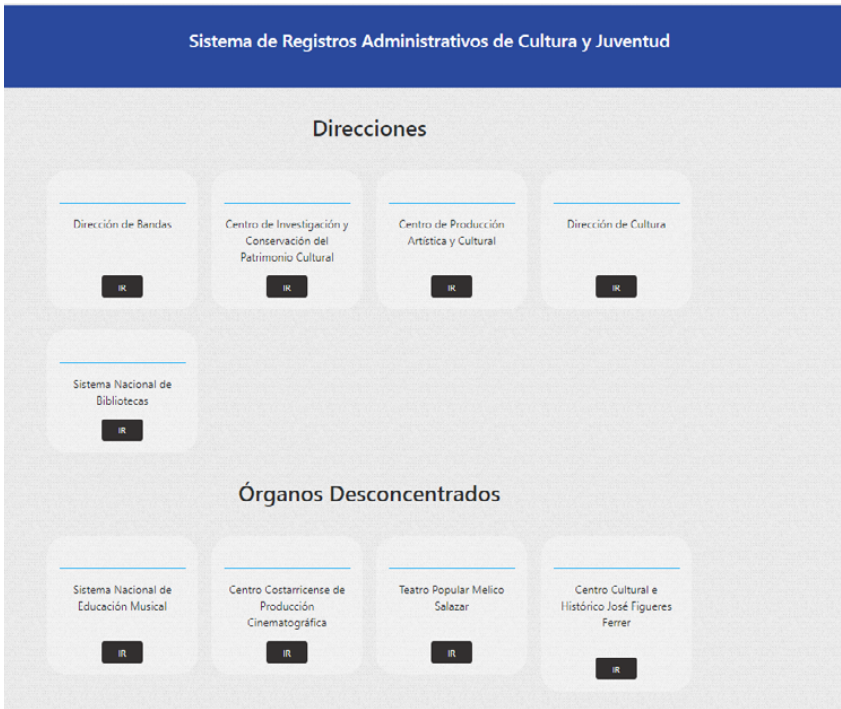 Sistema de Registros Administrativos de Cultura y Juventud
Direcciones
Dirección de Bandas
Centro de Investigación y
Conservación del
Patrimonio Cultural
Centro de Producción
Artística y Cultural
Dirección de Cultura
IR
IR
IR
IR
Sistema Nacional de
Bibliotecas
IR
Órganos Desconcentrados
Sistema Nacional de
Educación Musical
Centro Costarricense de
Producción
Cinematográfica
Teatro Popular Melico
Salazar
Centro Cultural e
Histórico José Figueres
Ferrer
IR
IR
IR
IR